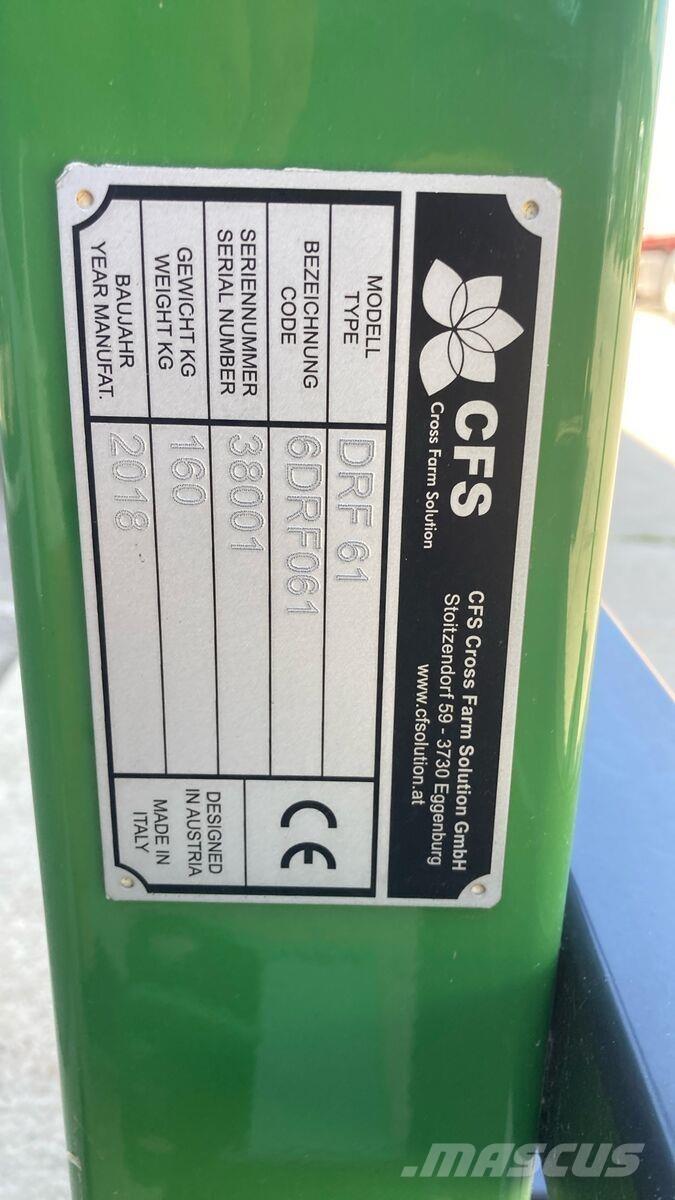 CFS
Cross Farm Solution
CFS Cross Farm Solution GmbH
Stoitzendorf 59 - 3730 Eggenburg
www.cfsolution.at
MODELL
TYPE
DRF 61
BEZEICHNUNG
CODE
6DRF061
SERIENNUMMER
SERIAL NUMBER
38001
GEWICHT KG
WEIGHT KG
160
BAUJAHR
YEAR MANUFAT.
2018
CE
DESIGNED
IN AUSTRIA
MADE IN
ITALY
MASCUS